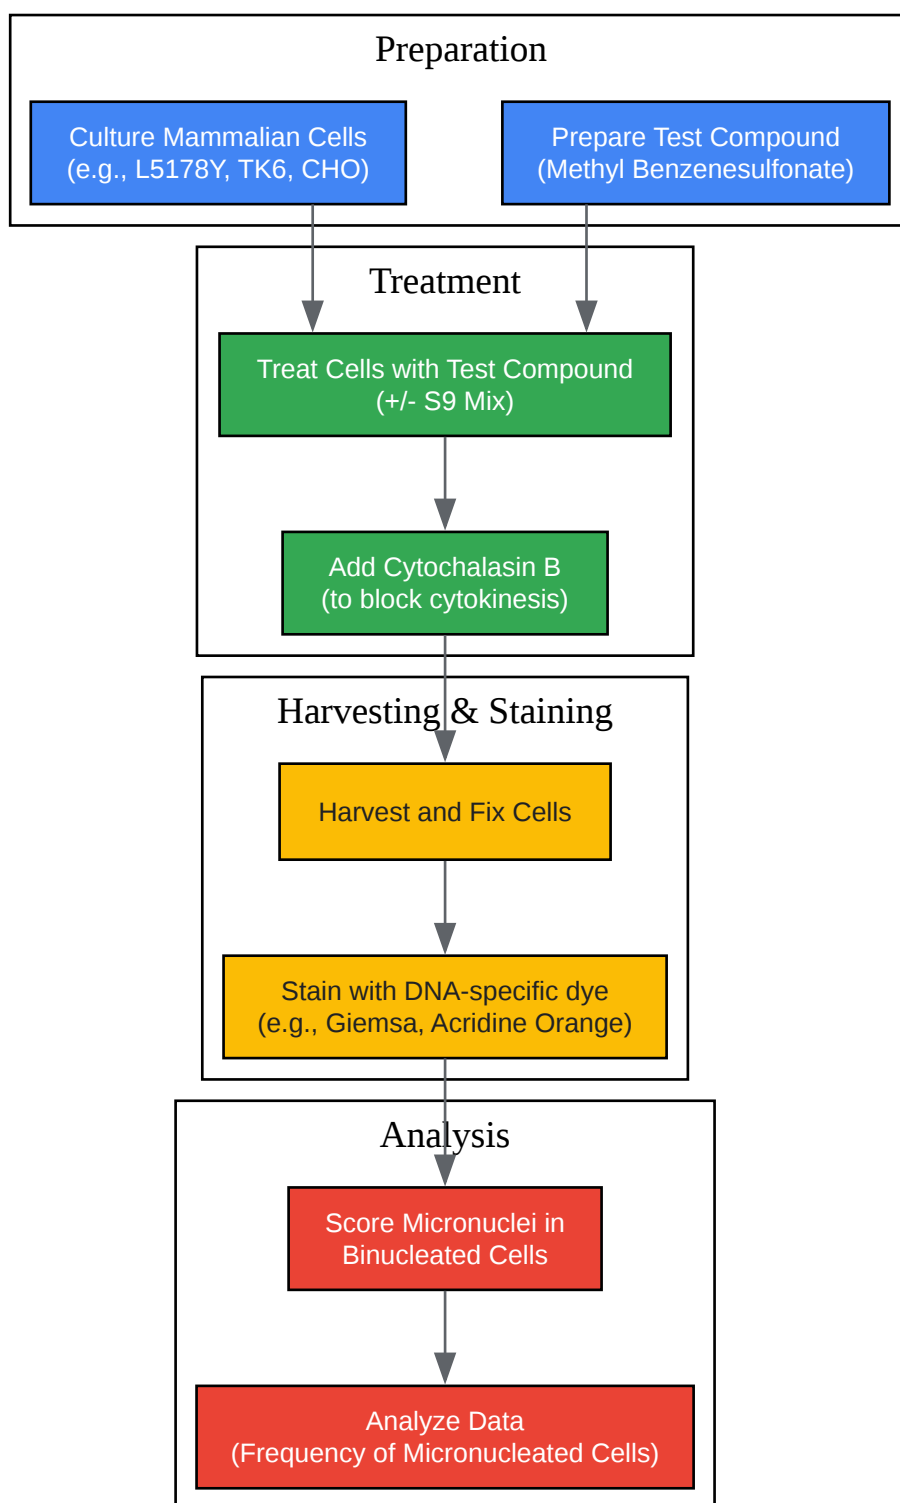 Preparation
Culture Mammalian Cells
(e.g., L5178Y, TK6, CHO)
Prepare Test Compound
(Methyl Benzenesulfonate)
Treatment
Treat Cells with Test Compound
(+/- S9 Mix)
Add Cytochalasin B
(to block cytokinesis)
Harvesting & Staining
Harvest and Fix Cells
Stain with DNA-specific dye
(e.g., Giemsa, Acridine Orange)
Analysis
Score Micronuclei in
Binucleated Cells
Analyze Data
(Frequency of Micronucleated Cells)